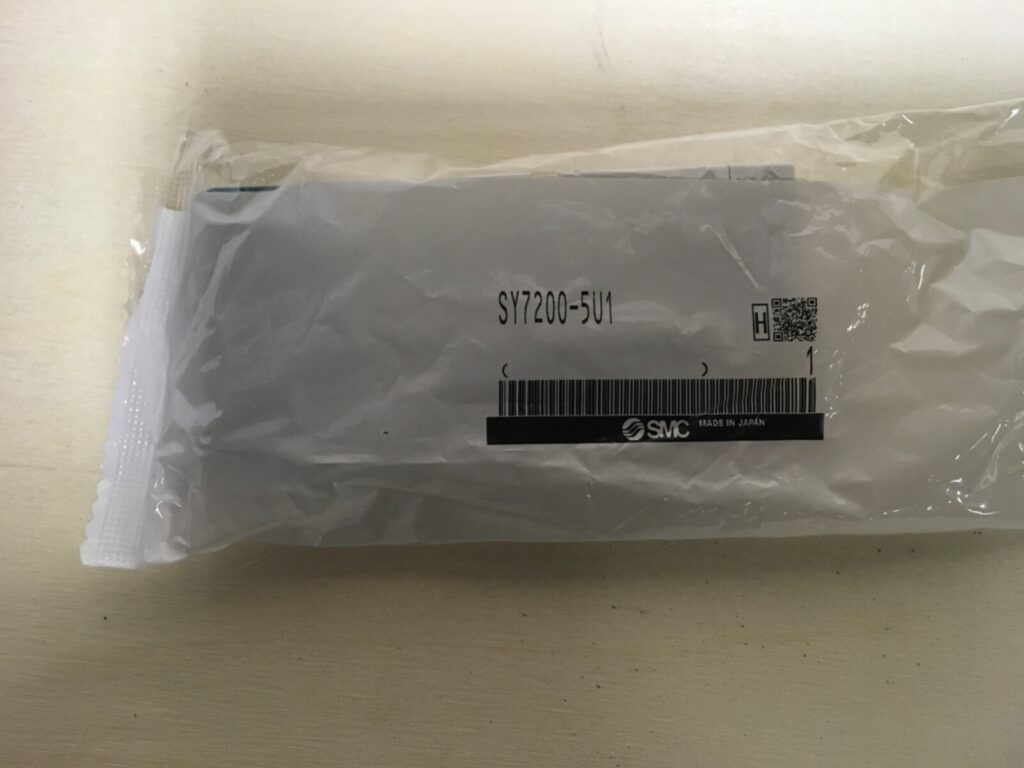 SY7200-5U1
H
( ) 1
SMC MADE IN JAPAN